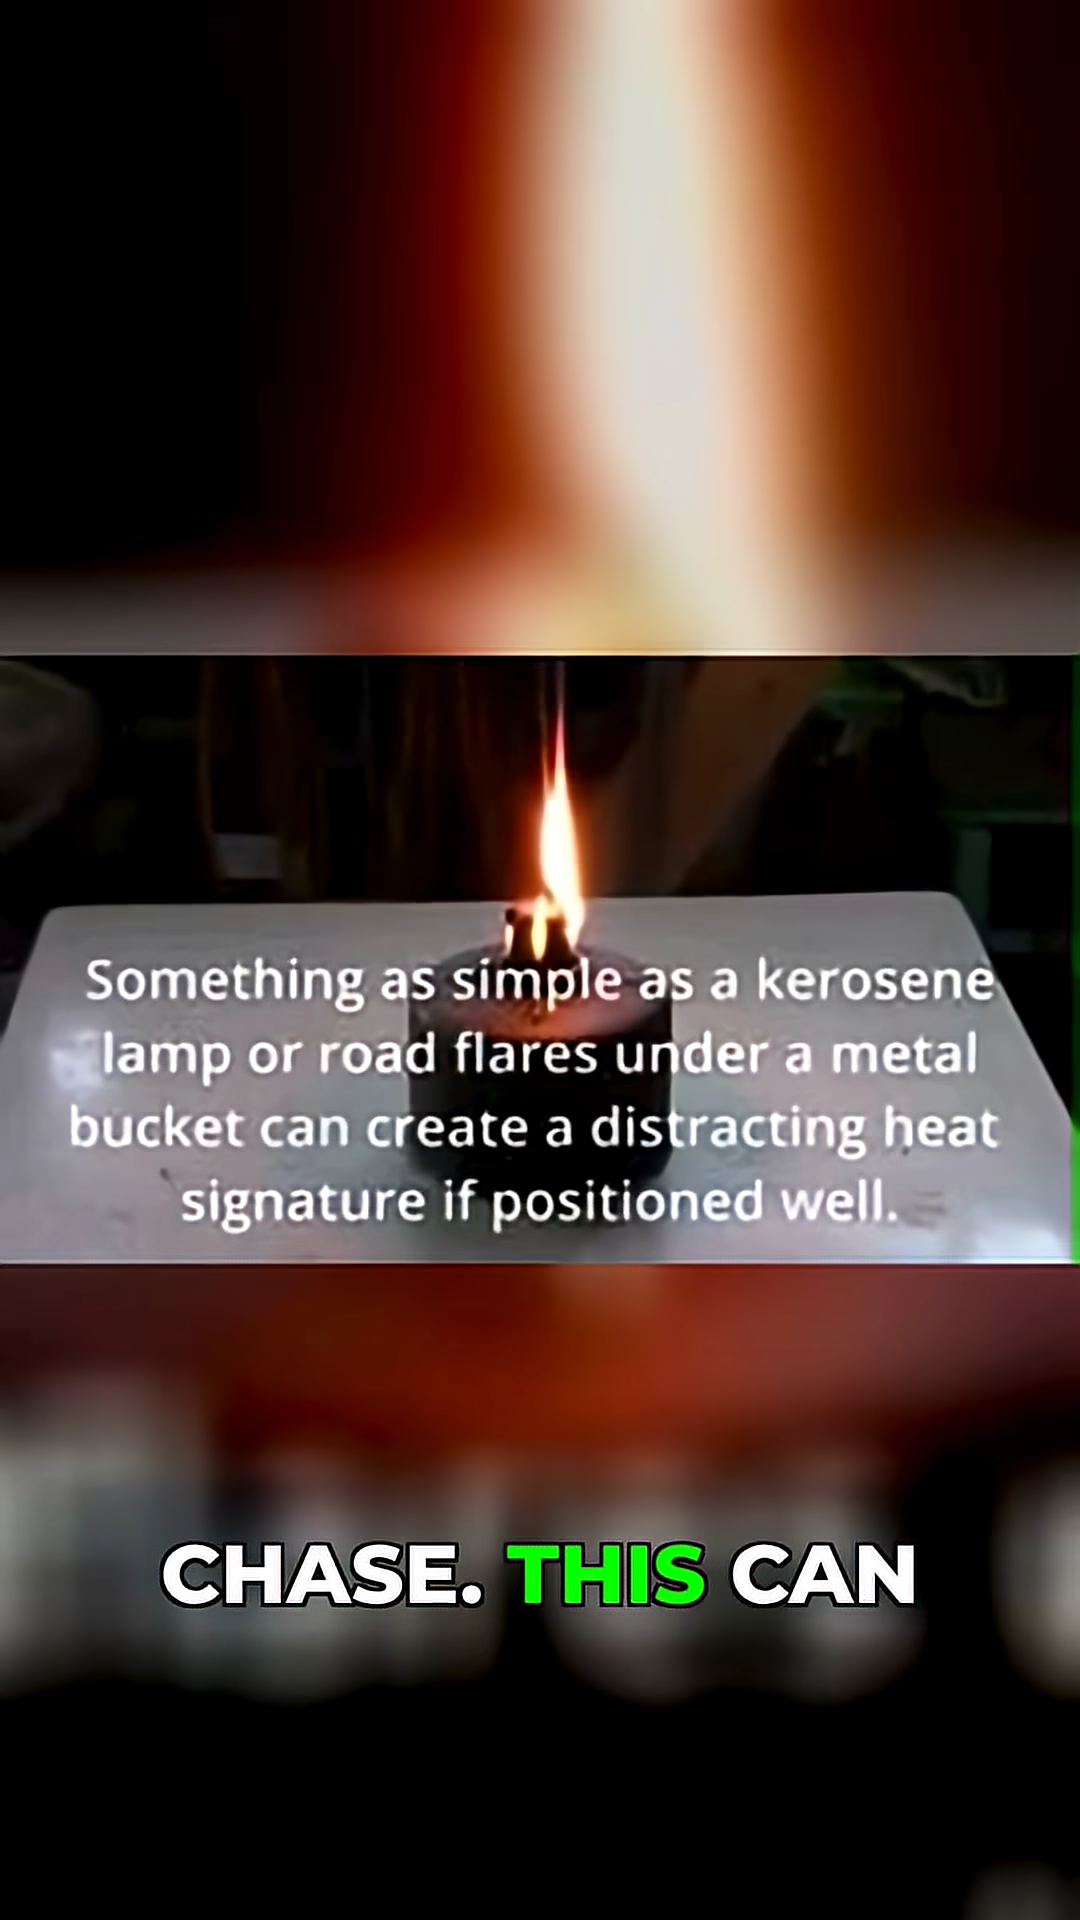 Something as simple as a kerosene
lamp or road flares under a metal
bucket can create a distracting heat
signature if positioned well.
CHASE. THIS CAN